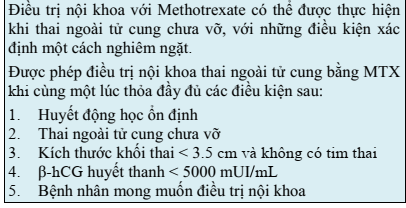 Điều trị nội khoa với Methotrexate có thể được thực hiện
khi thai ngoài tử cung chưa vỡ, với những điều kiện xác
định một cách nghiêm ngặt.
Được phép điều trị nội khoa thai ngoài tử cung bằng MTX
khi cùng một lúc thỏa đầy đủ các điều kiện sau:
1. Huyết động học ổn định
2. Thai ngoài tử cung chưa vỡ
3. Kích thước khối thai < 3.5 cm và không có tim thai
4. β-hCG huyết thanh < 5000 mUI/mL
5. Bệnh nhân mong muốn điều trị nội khoa